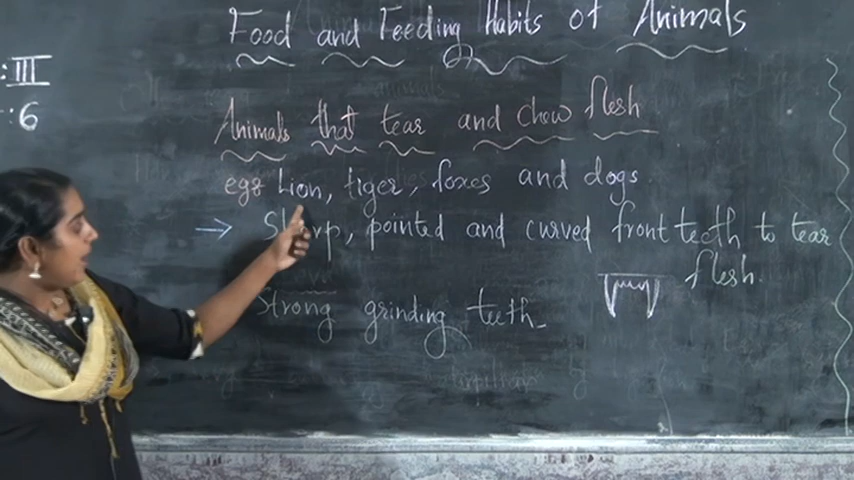 Food and Feeding Habits of Animals
: III
: 6
Animals that tear and chew flesh
egs Lion, tiger, foxes and dogs.
→ Sharp, pointed and curved front teeth to tear
flesh.
Strong grinding teeth